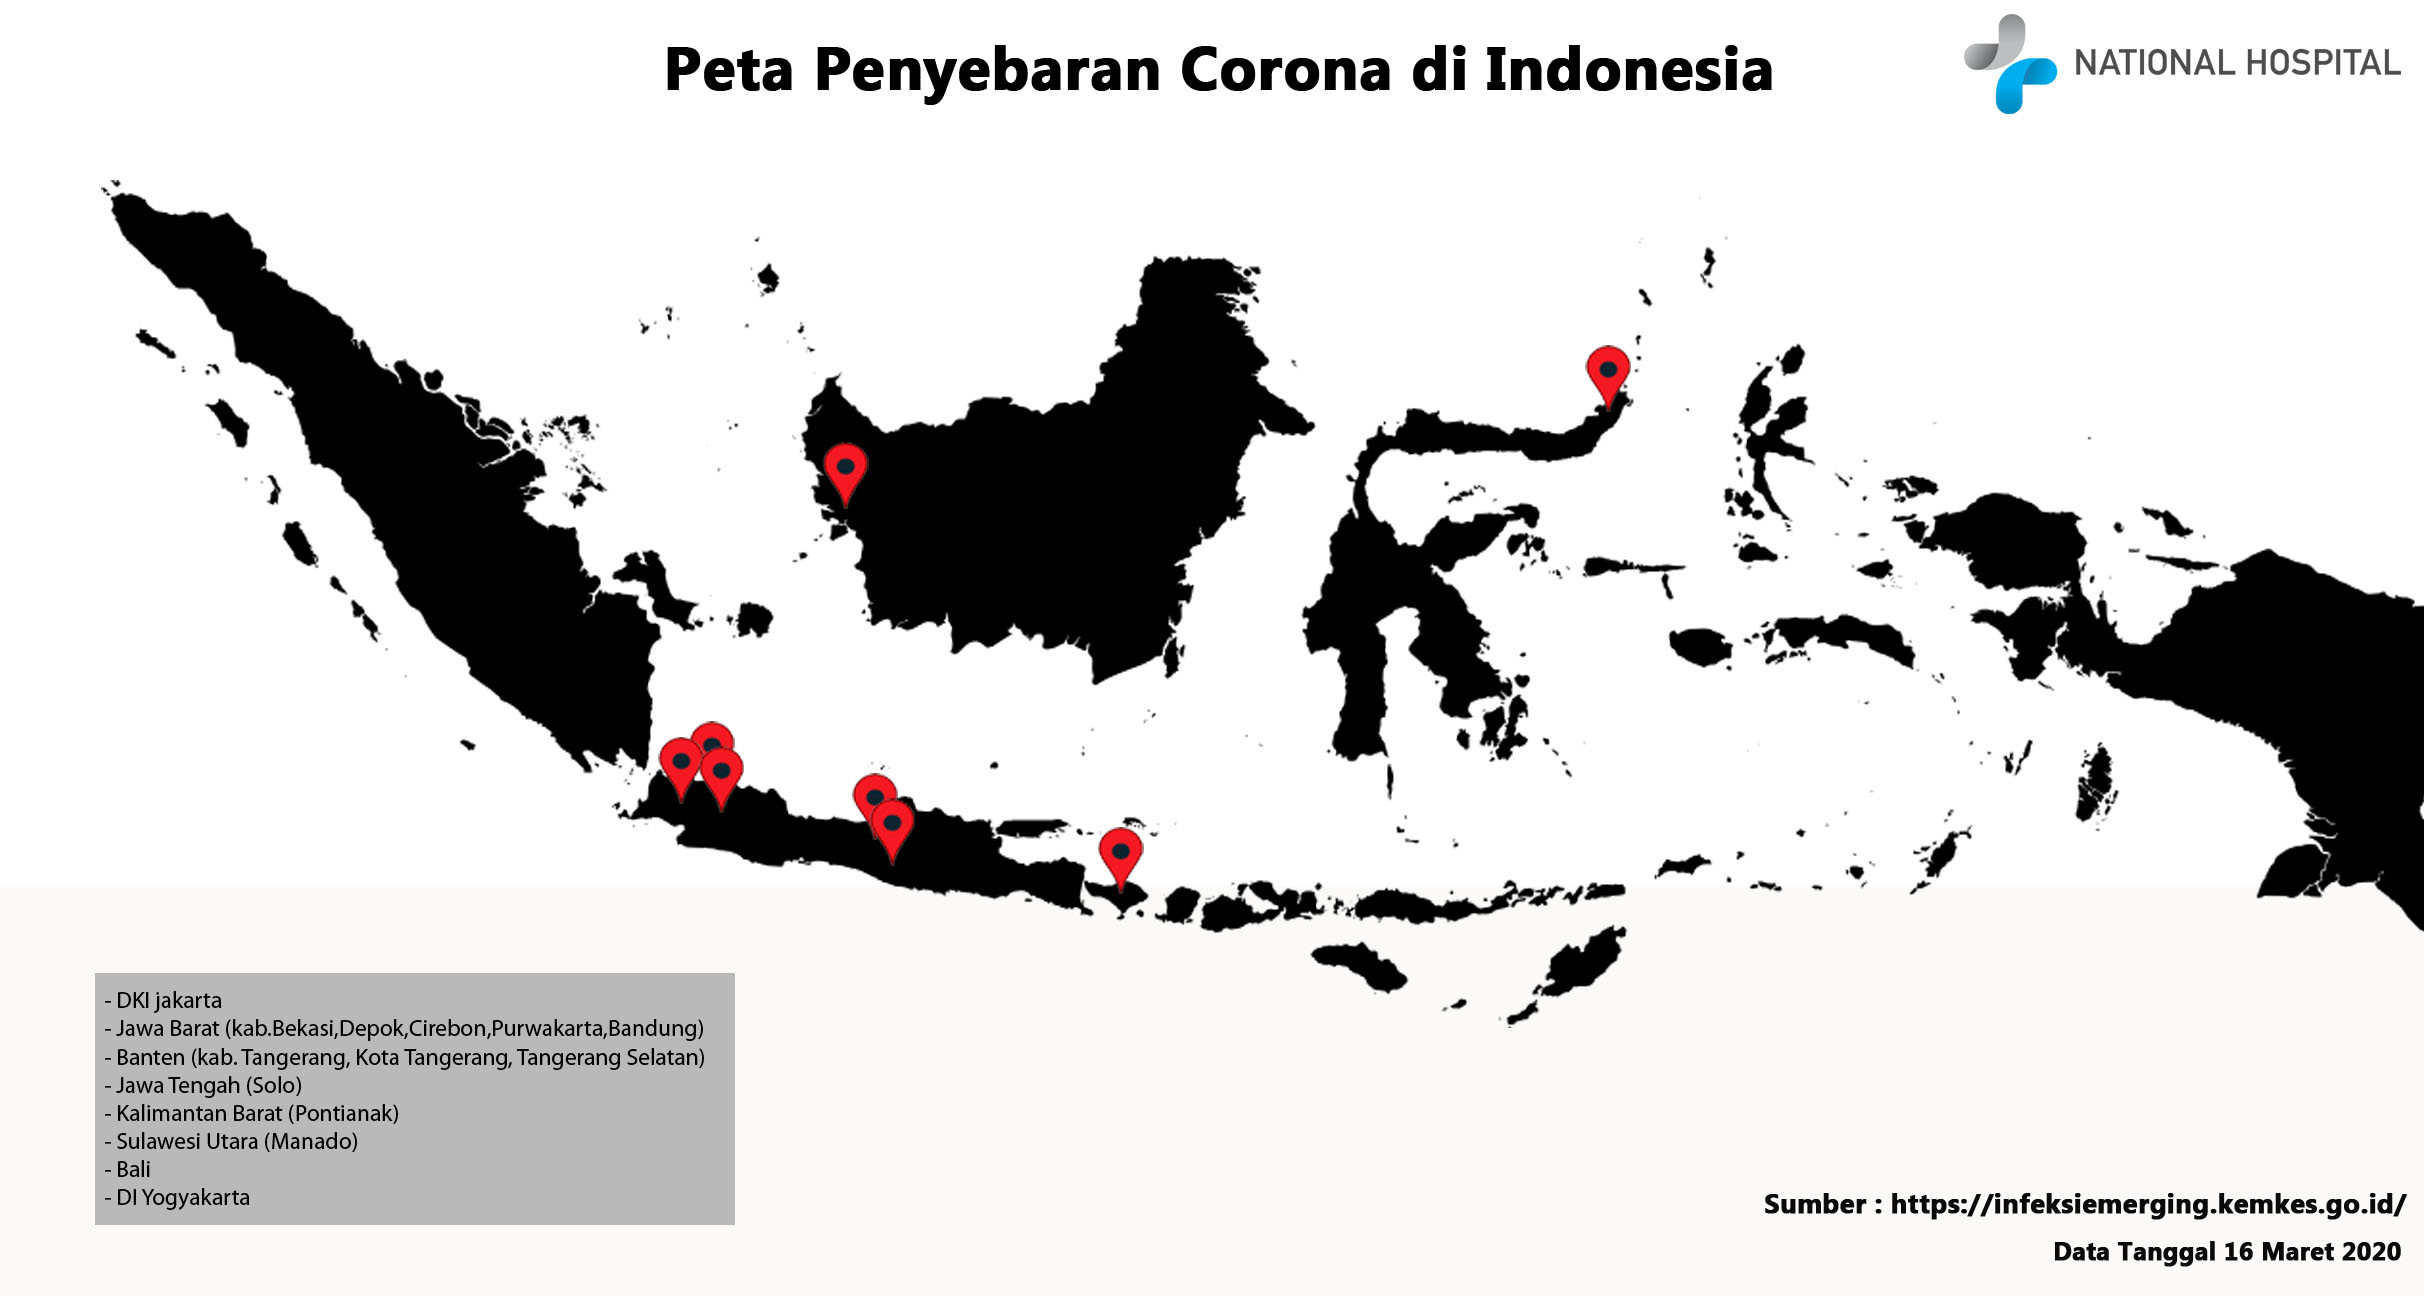 Peta Penyebaran Corona di Indonesia
NATIONAL HOSPITAL
- DKI jakarta
- Jawa Barat (kab.Bekasi,Depok,Cirebon,Purwakarta,Bandung)
- Banten (kab. Tangerang, Kota Tangerang, Tangerang Selatan)
- Jawa Tengah (Solo)
- Kalimantan Barat (Pontianak)
- Sulawesi Utara (Manado)
- Bali
- DI Yogyakarta
Sumber : https://infeksiemerging.kemkes.go.id/
Data Tanggal 16 Maret 2020